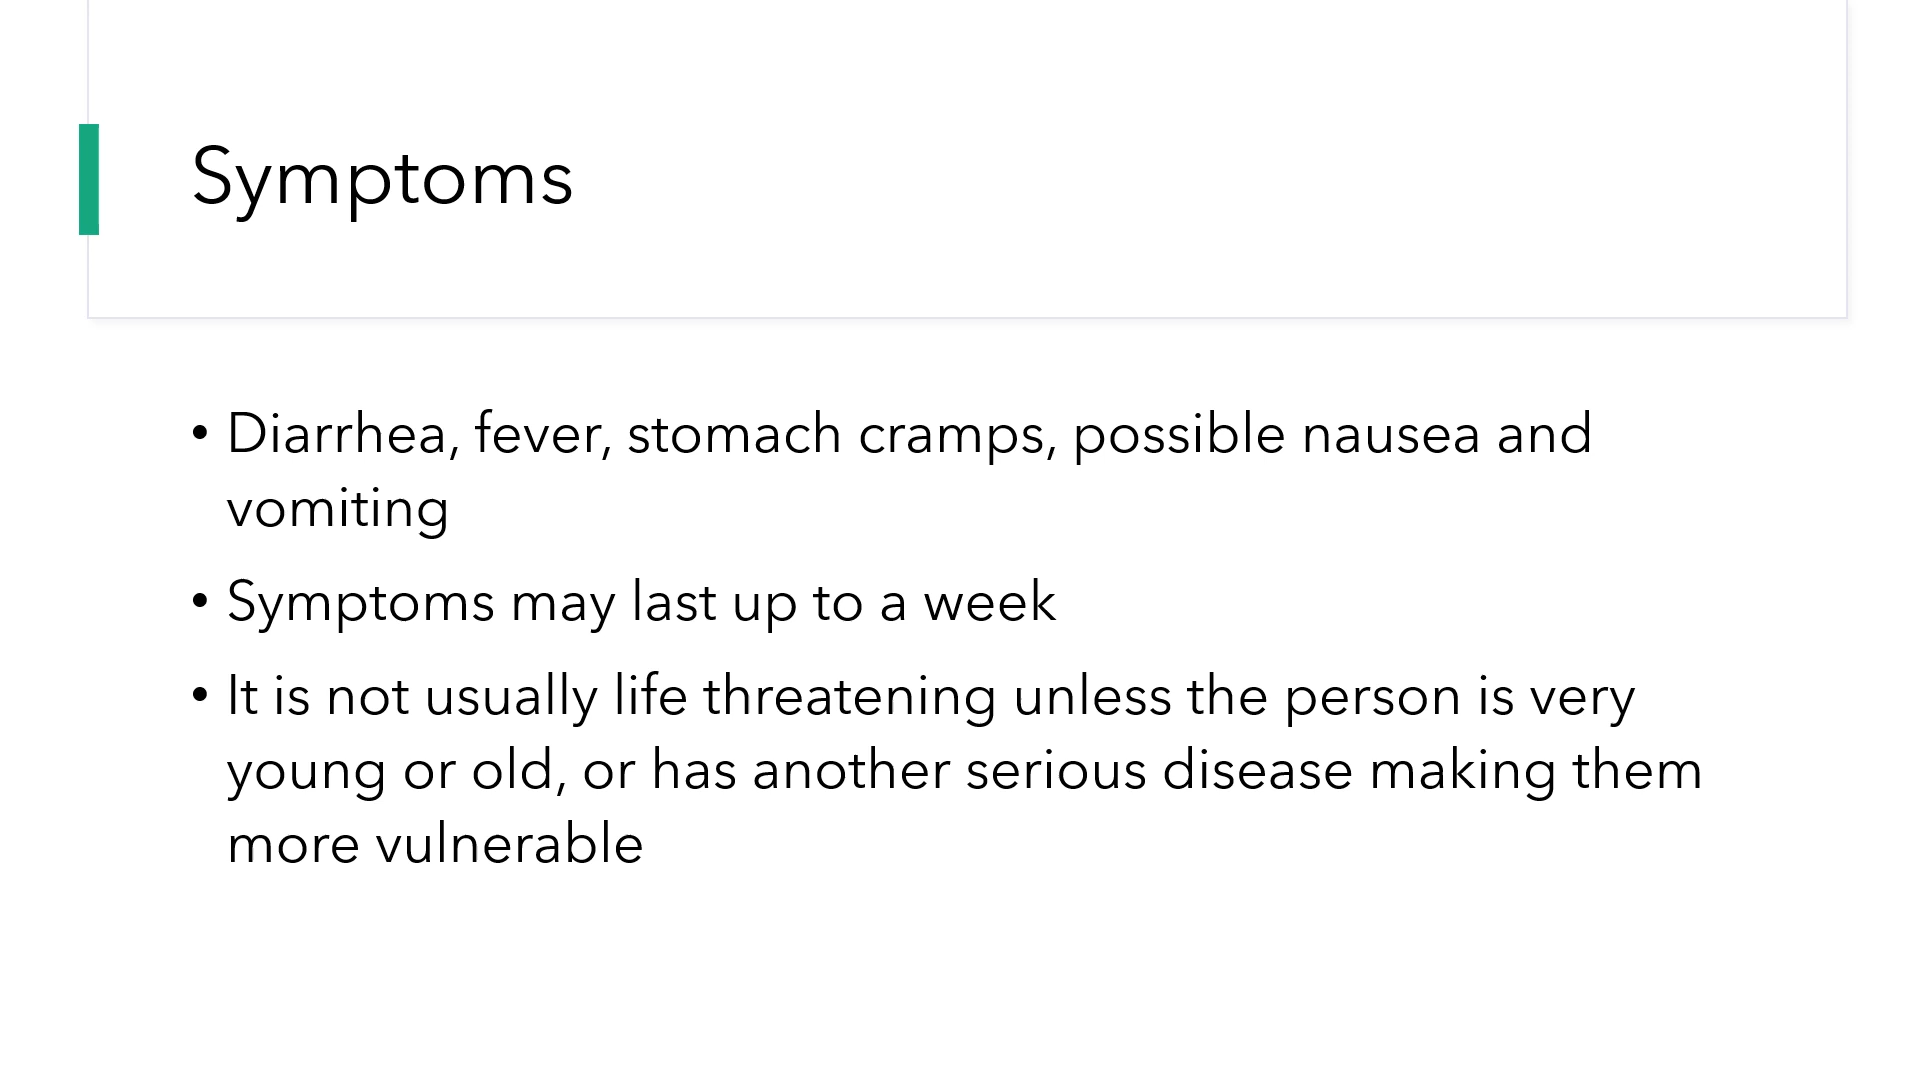 Symptoms
• Diarrhea, fever, stomach cramps, possible nausea and
vomiting
• Symptoms may last up to a week
• It is not usually life threatening unless the person is very
young or old, or has another serious disease making them
more vulnerable